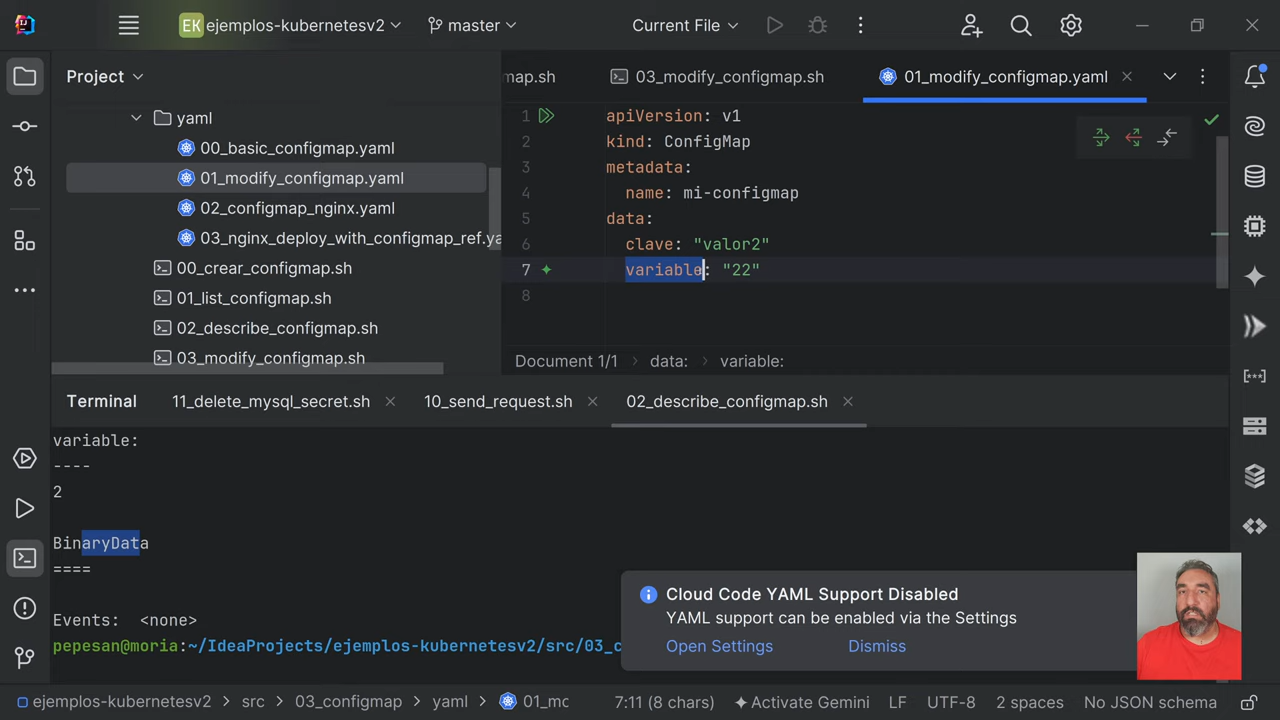 EK ejemplos-kubernetesv2 master Current File
Project
map.sh 03_modify_configmap.sh 01_modify_configmap.yaml
yaml
00_basic_configmap.yaml
01_modify_configmap.yaml
02_configmap_nginx.yaml
03_nginx_deploy_with_configmap_ref.ya
00_crear_configmap.sh
01_list_configmap.sh
02_describe_configmap.sh
03_modify_configmap.sh
1 apiVersion: v1
2 kind: ConfigMap
3 metadata:
4 name: mi-configmap
5 data:
6 clave: "valor2"
7 variable: "22"
8
Document 1/1 data: variable:
Terminal 11_delete_mysql_secret.sh 10_send_request.sh 02_describe_configmap.sh
variable:
----
2
BinaryData
====
Events: <none>
pepesan@moria:~/IdeaProjects/ejemplos-kubernetesv2/src/03_c
Cloud Code YAML Support Disabled
YAML support can be enabled via the Settings
Open Settings Dismiss
ejemplos-kubernetesv2 src 03_configmap yaml 01_mo 7:11 (8 chars) Activate Gemini LF UTF-8 2 spaces No JSON schema